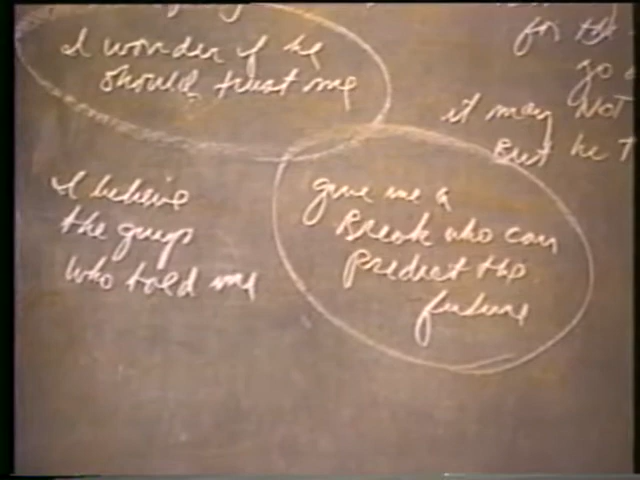 I wonder if he
should trust me
for the
go
it may Not
But he
I believe
the guys
who told me
give me a
Break who can
predict the
future